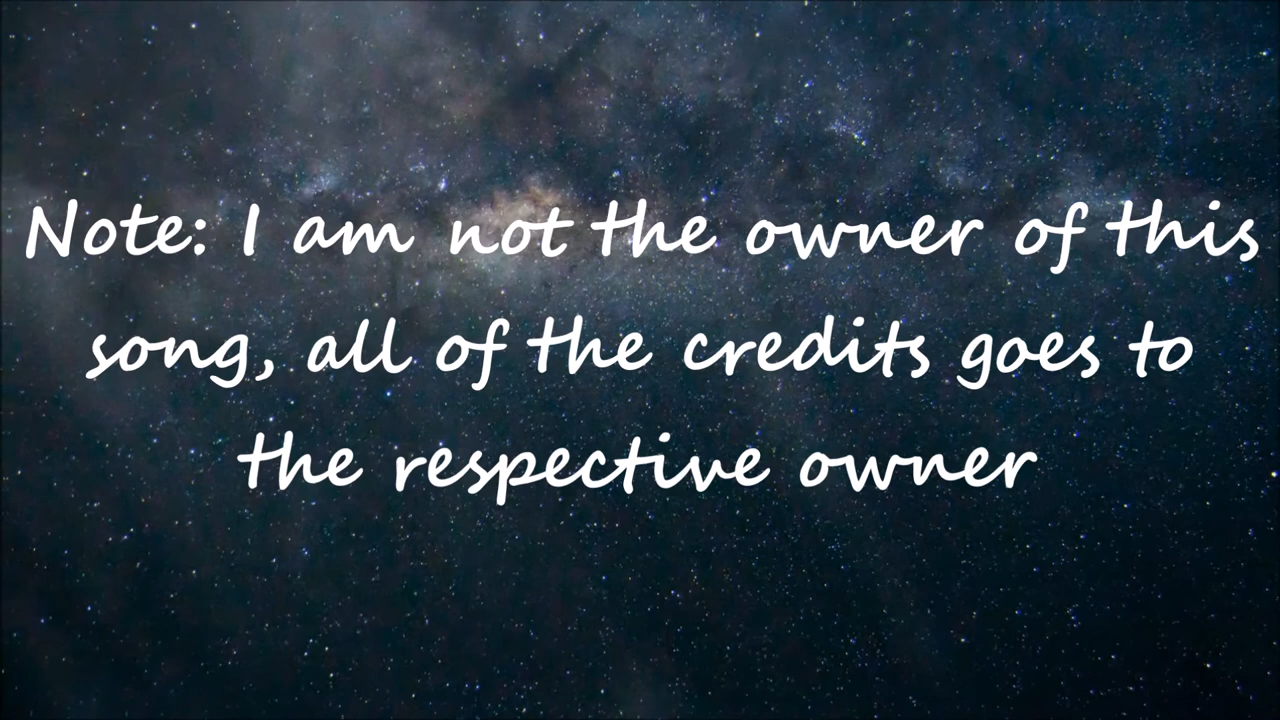 Note: I am not the owner of this
song, all of the credits goes to
the respective owner